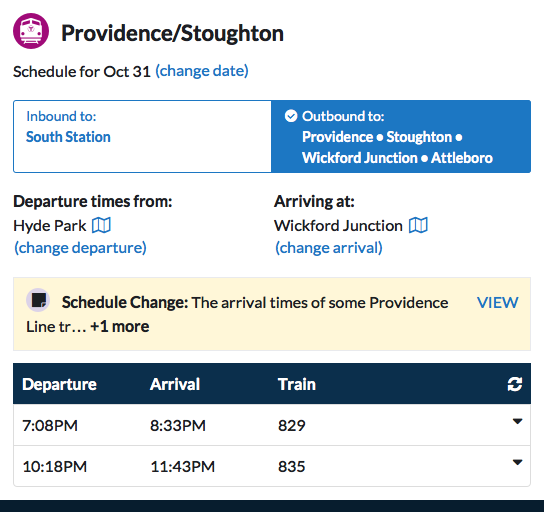 Providence/Stoughton
Schedule for Oct 31 (change date)
Inbound to:
South Station
Outbound to:
Providence • Stoughton •
Wickford Junction • Attleboro
Departure times from:
Hyde Park
(change departure)
Arriving at:
Wickford Junction
(change arrival)
Schedule Change: The arrival times of some Providence
Line tr… +1 more
VIEW
Departure Arrival Train
7:08PM 8:33PM 829
10:18PM 11:43PM 835